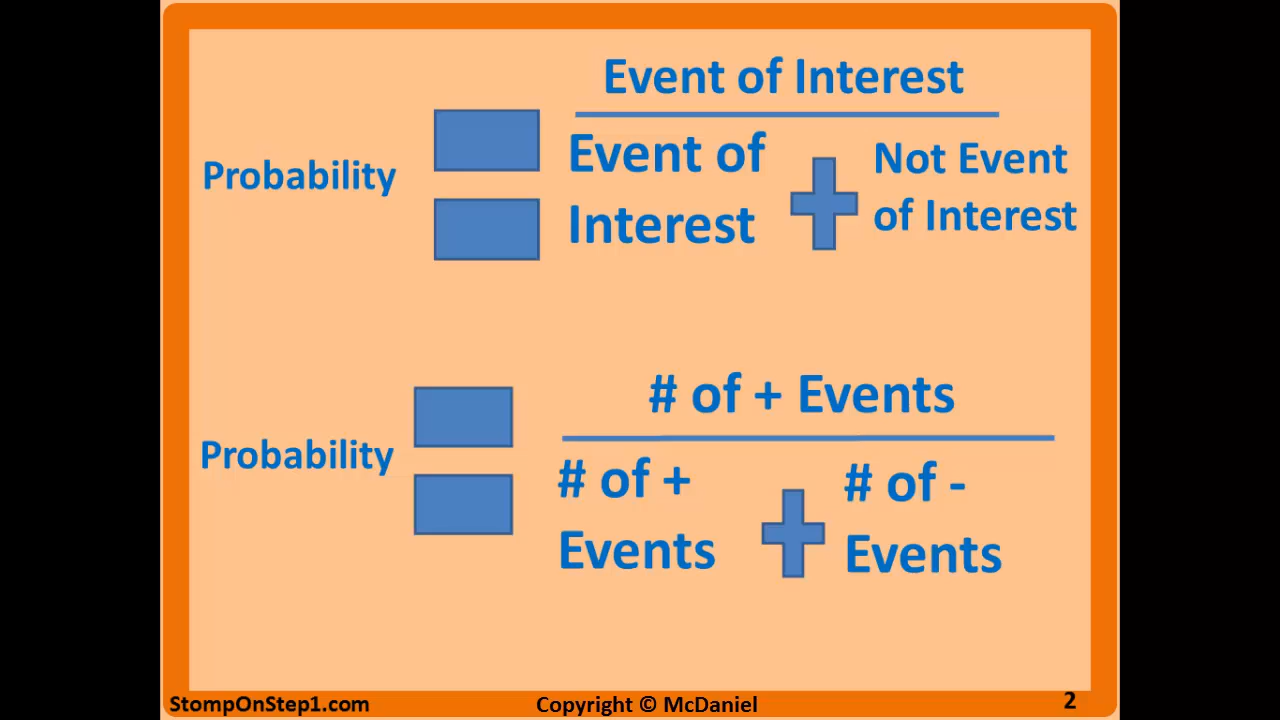 Event of Interest
Probability
Event of
Interest
Not Event
of Interest
# of + Events
Probability
# of +
Events
# of -
Events
StompOnStep1.com
Copyright © McDaniel
2